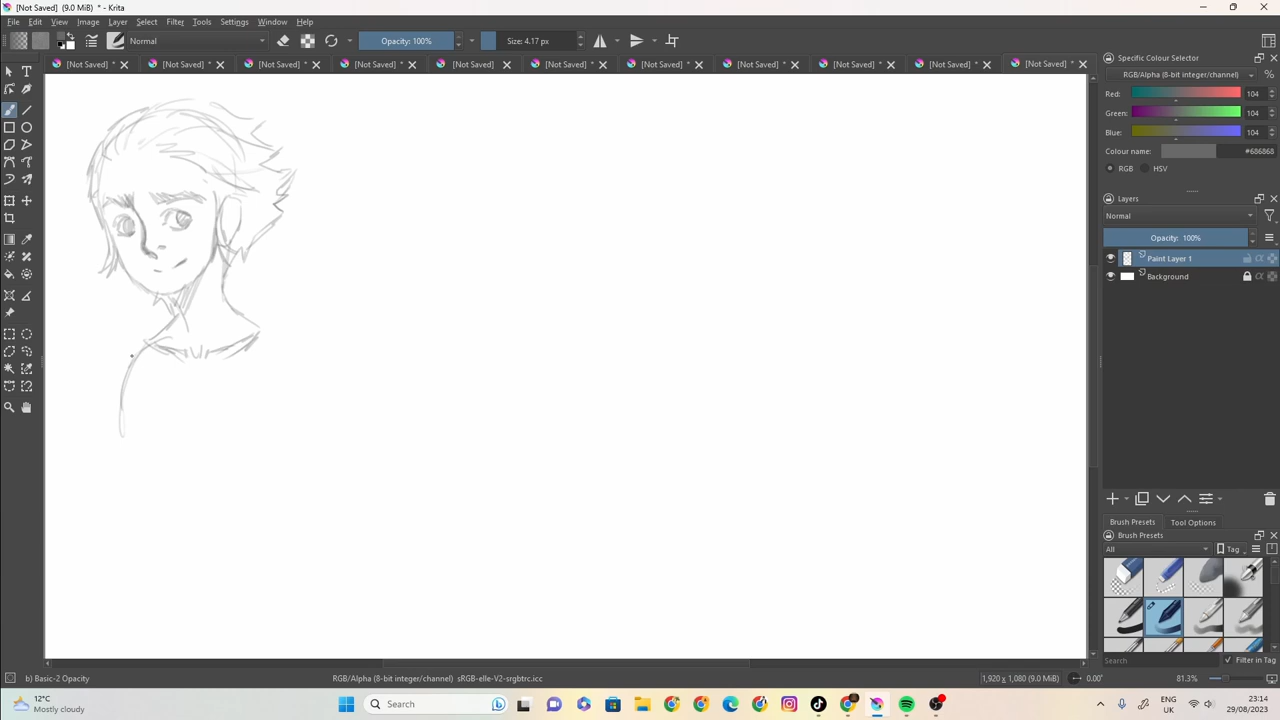 [Not Saved] (9.0 MiB) * - Krita
File Edit View Image Layer Select Filter Tools Settings Window Help
Normal Opacity: 100% Size: 4.17 px
[Not Saved] * [Not Saved] * [Not Saved] * [Not Saved] * [Not Saved] [Not Saved] * [Not Saved] * [Not Saved] * [Not Saved] * [Not Saved] * [Not Saved] *
Specific Colour Selector
RGB/Alpha (8-bit integer/channel) %
Red: 104
Green: 104
Blue: 104
Colour name: #686868
RGB HSV
Layers
Normal
Opacity: 100%
Paint Layer 1
Background
Brush Presets Tool Options
Brush Presets
All Tag
Search Filter in Tag
b) Basic-2 Opacity RGB/Alpha (8-bit integer/channel) sRGB-elle-V2-srgbtrc.icc 1,920 x 1,080 (9.0 MiB) 0.00° 81.3%
12°C
Mostly cloudy
Search
ENG
UK
23:14
29/08/2023